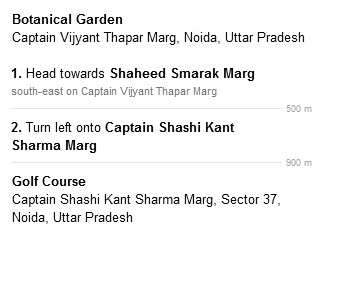 Botanical Garden
Captain Vijyant Thapar Marg, Noida, Uttar Pradesh
1. Head towards Shaheed Smarak Marg
south-east on Captain Vijyant Thapar Marg
500 m
2. Turn left onto Captain Shashi Kant
Sharma Marg
900 m
Golf Course
Captain Shashi Kant Sharma Marg, Sector 37,
Noida, Uttar Pradesh